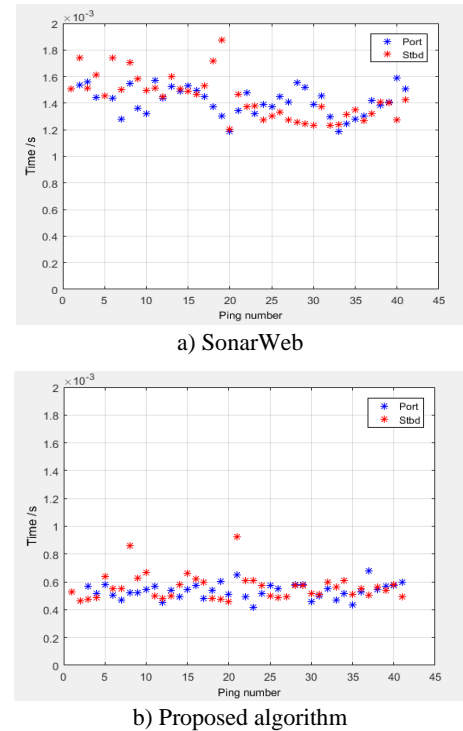 ×10⁻³
2
1.8
1.6
1.4
1.2
1
0.8
0.6
0.4
0.2
0
Time /s
Port
Stbd
0 5 10 15 20 25 30 35 40 45
Ping number
a) SonarWeb
×10⁻³
2
1.8
1.6
1.4
1.2
1
0.8
0.6
0.4
0.2
0
Time /s
Port
Stbd
0 5 10 15 20 25 30 35 40 45
Ping number
b) Proposed algorithm